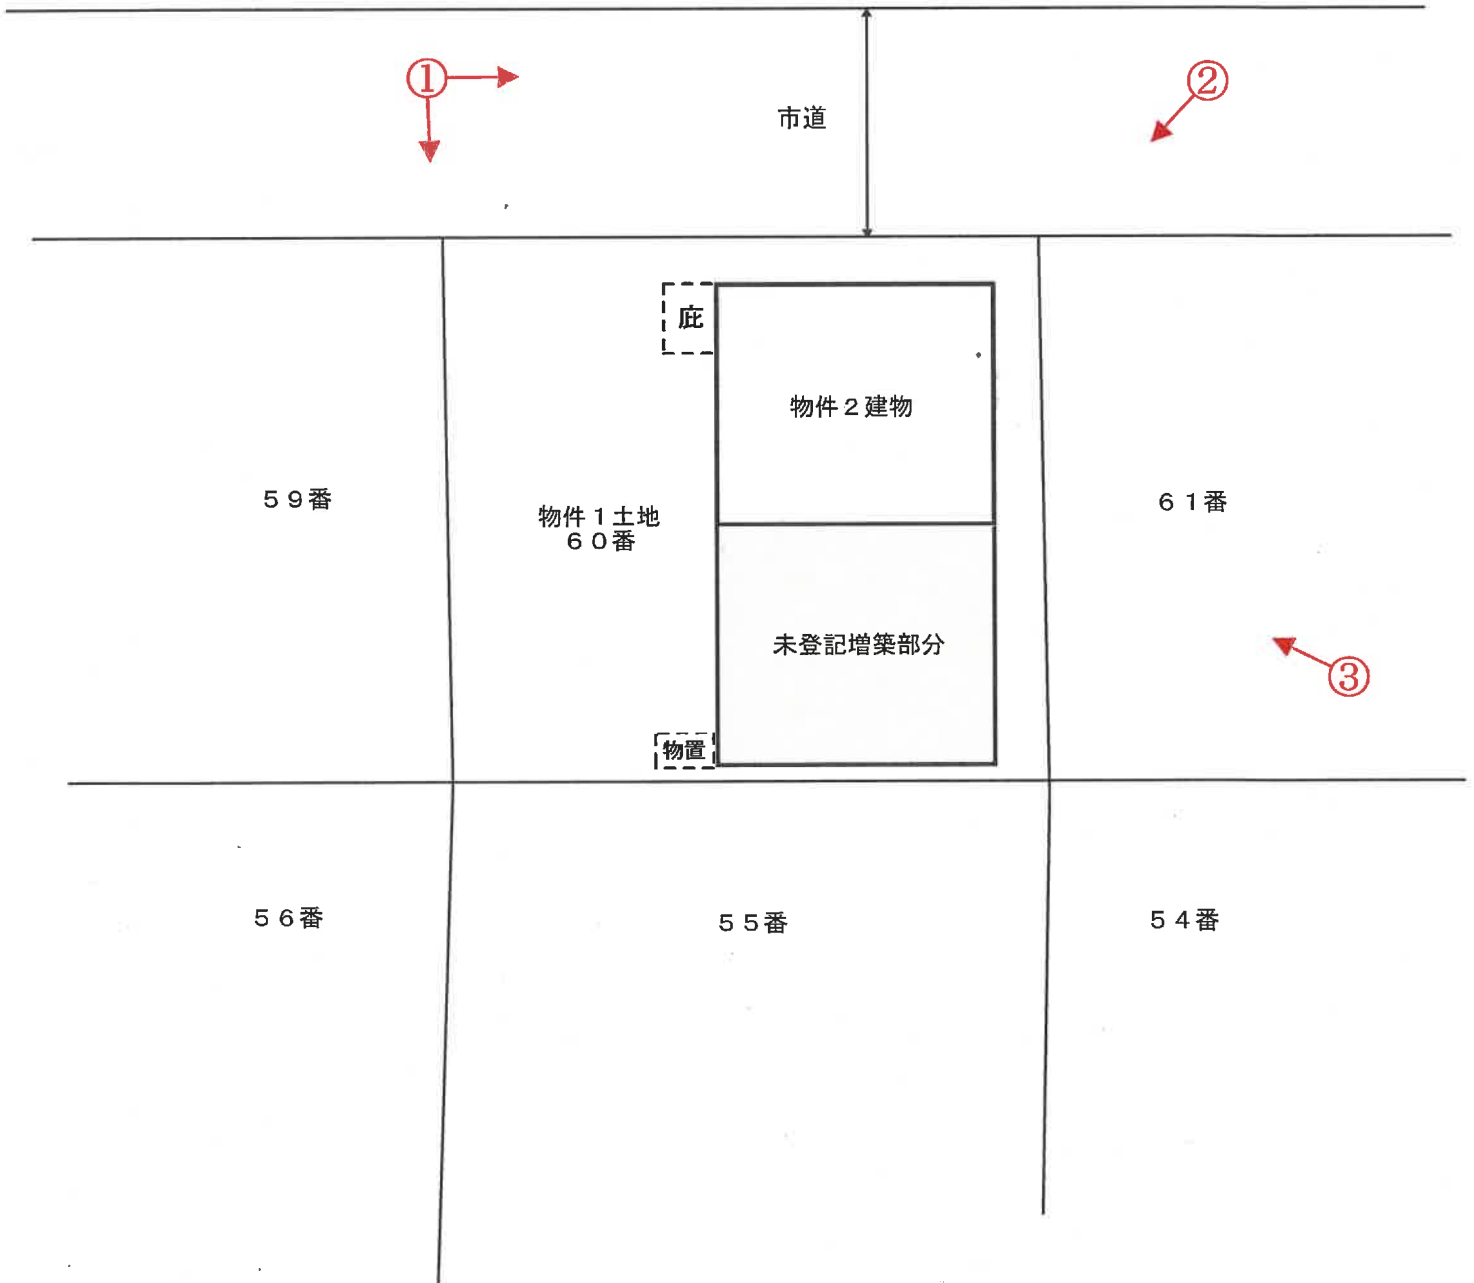 ①
②
市道
庇
物件２建物
５９番
物件１土地
６０番
６１番
未登記増築部分
③
物置
５６番
５５番
５４番